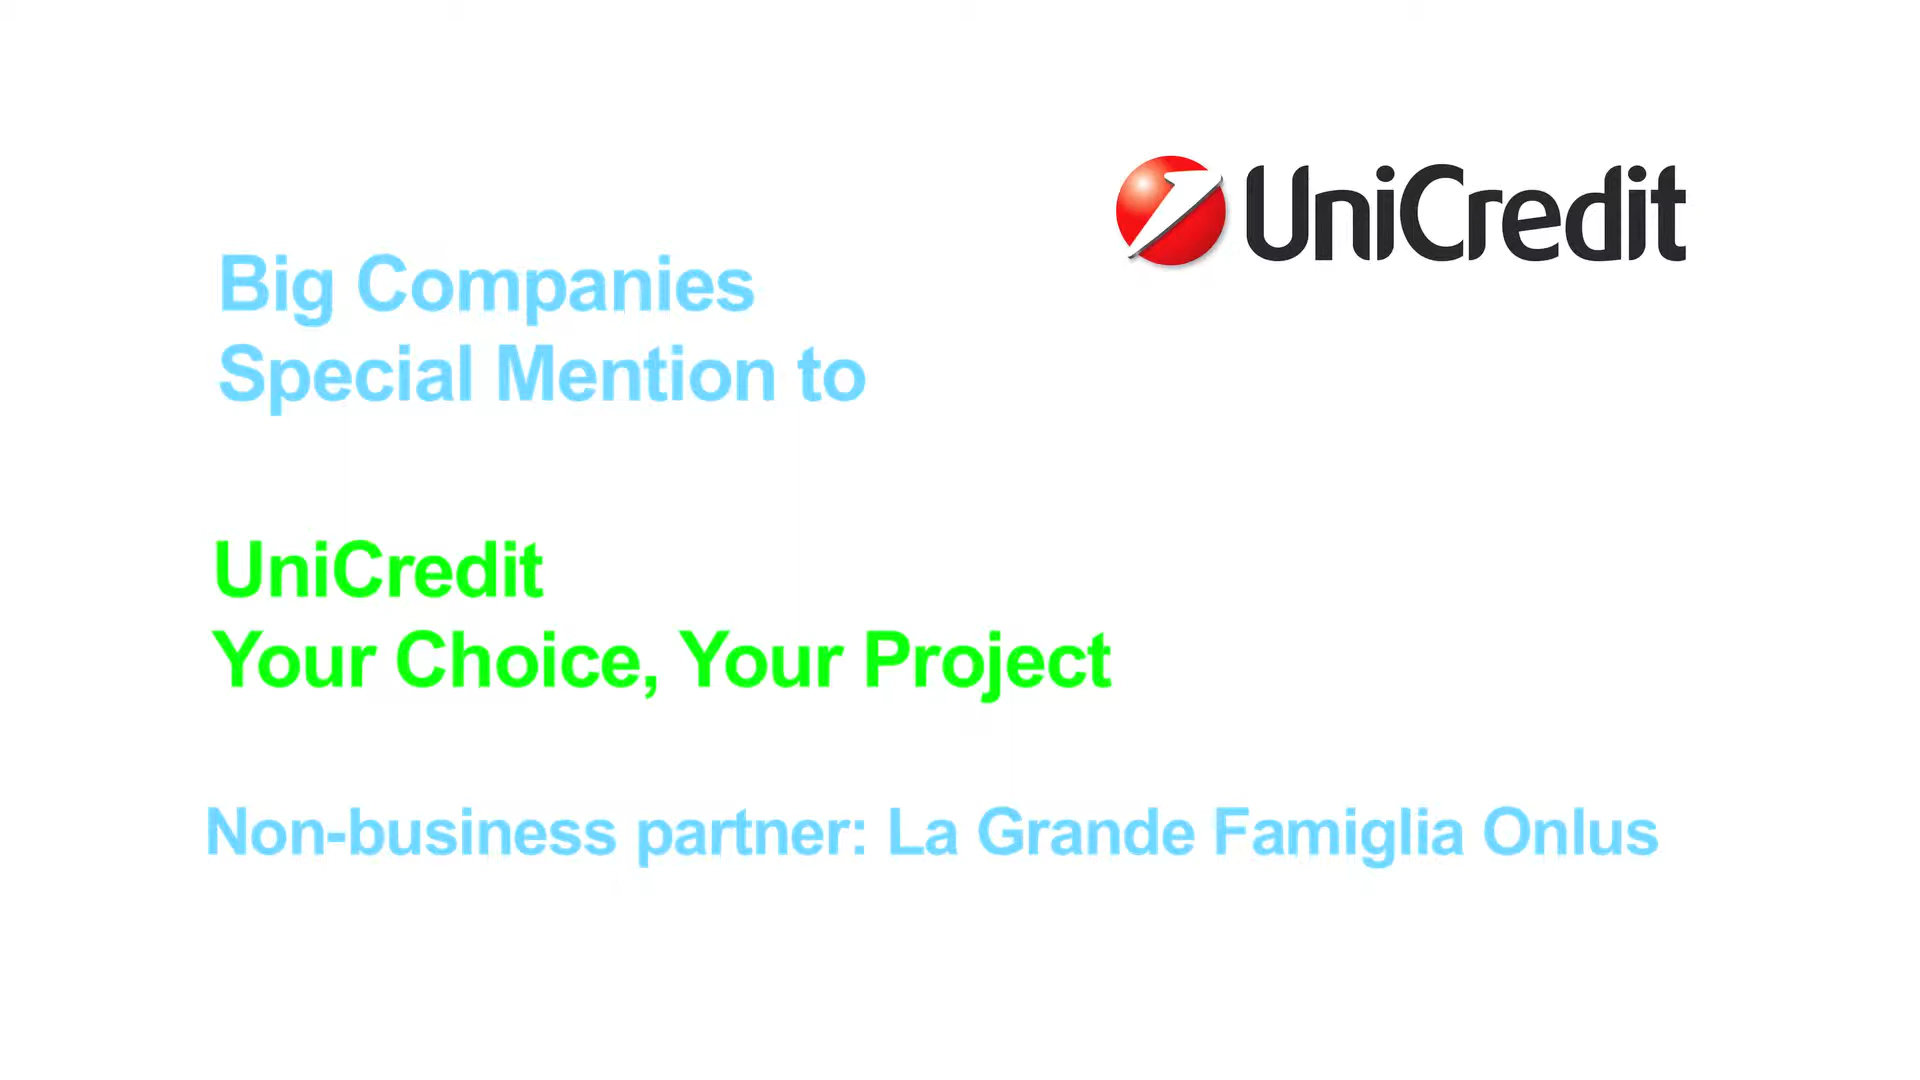 UniCredit
Big Companies
Special Mention to
UniCredit
Your Choice, Your Project
Non-business partner: La Grande Famiglia Onlus